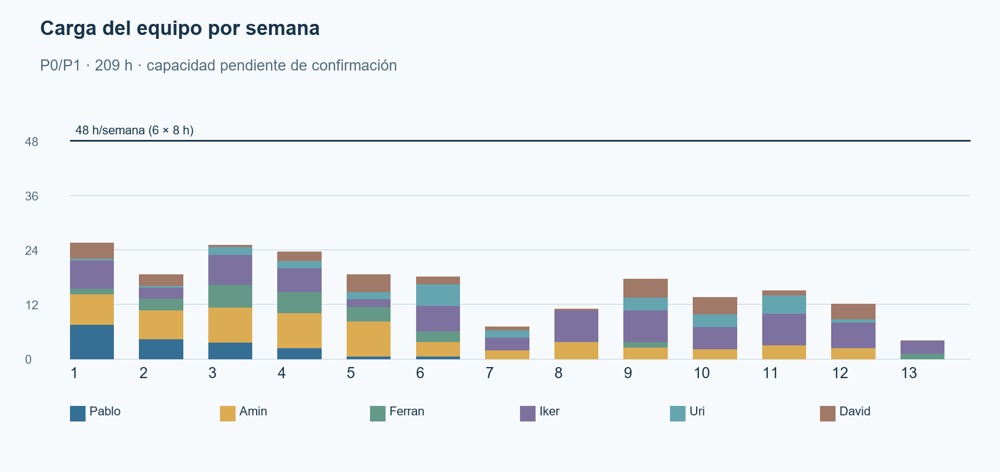 Carga del equipo por semana
P0/P1 · 209 h · capacidad pendiente de confirmación
48 h/semana (6 × 8 h)
48
36
24
12
0
1 2 3 4 5 6 7 8 9 10 11 12 13
Pablo Amin Ferran Iker Uri David